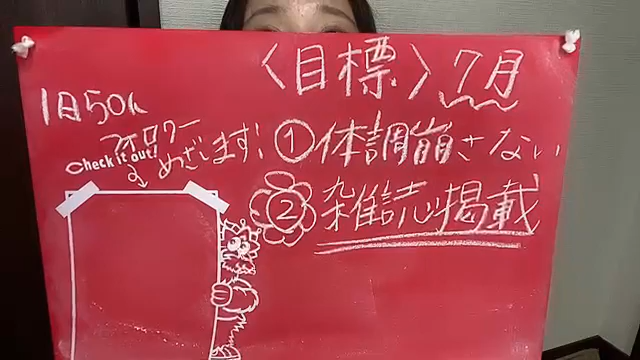 〈目標〉7月
1日50人
フォロワー
めざします!
Check it out!
①体調崩さない
②雑誌掲載